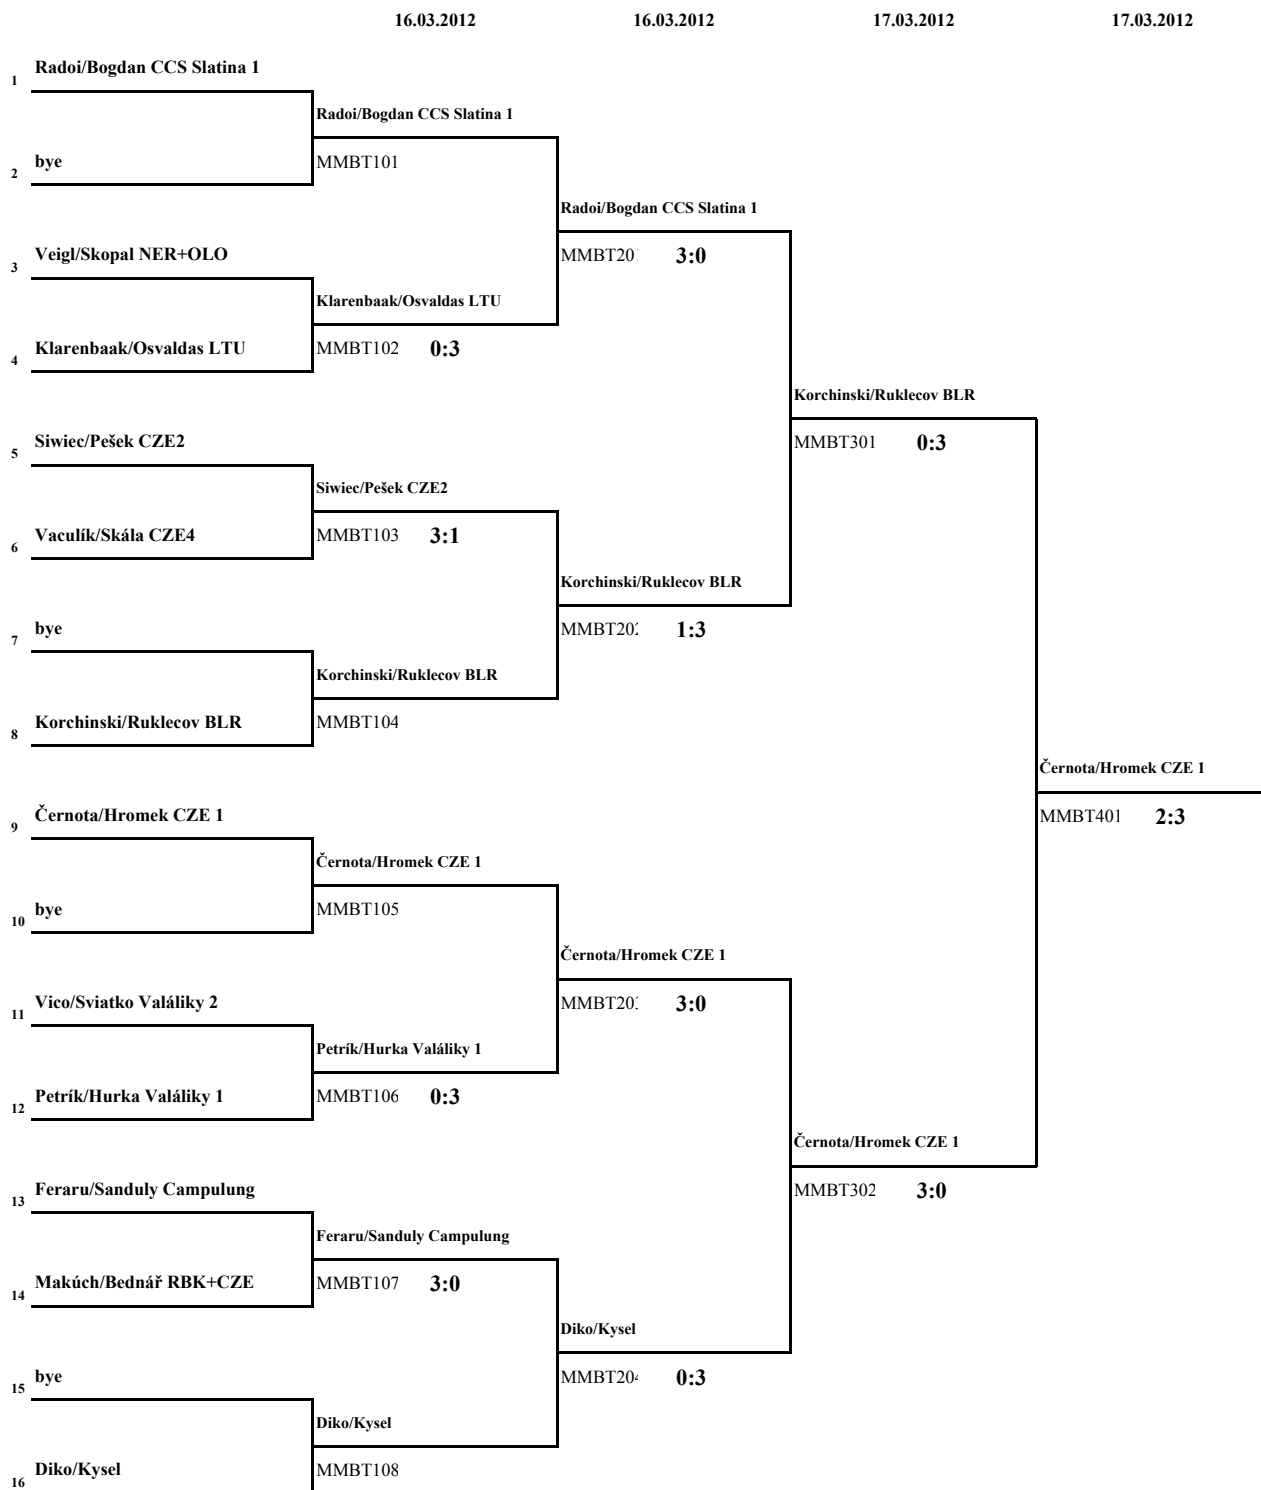 16.03.2012 16.03.2012 17.03.2012 17.03.2012
1 Radoi/Bogdan CCS Slatina 1
Radoi/Bogdan CCS Slatina 1
2 bye MMBT101
Radoi/Bogdan CCS Slatina 1
3 Veigl/Skopal NER+OLO MMBT201 3:0
Klarenbaak/Osvaldas LTU
4 Klarenbaak/Osvaldas LTU MMBT102 0:3
Korchinski/Ruklecov BLR
5 Siwiec/Pešek CZE2 MMBT301 0:3
Siwiec/Pešek CZE2
6 Vaculík/Skála CZE4 MMBT103 3:1
Korchinski/Ruklecov BLR
7 bye MMBT202 1:3
Korchinski/Ruklecov BLR
8 Korchinski/Ruklecov BLR MMBT104
Černota/Hromek CZE 1
9 Černota/Hromek CZE 1 MMBT401 2:3
Černota/Hromek CZE 1
10 bye MMBT105
Černota/Hromek CZE 1
11 Vico/Sviatko Valáliky 2 MMBT203 3:0
Petrík/Hurka Valáliky 1
12 Petrík/Hurka Valáliky 1 MMBT106 0:3
Černota/Hromek CZE 1
13 Feraru/Sanduly Campulung MMBT302 3:0
Feraru/Sanduly Campulung
14 Makúch/Bednář RBK+CZE MMBT107 3:0
Diko/Kysel
15 bye MMBT204 0:3
Diko/Kysel
16 Diko/Kysel MMBT108